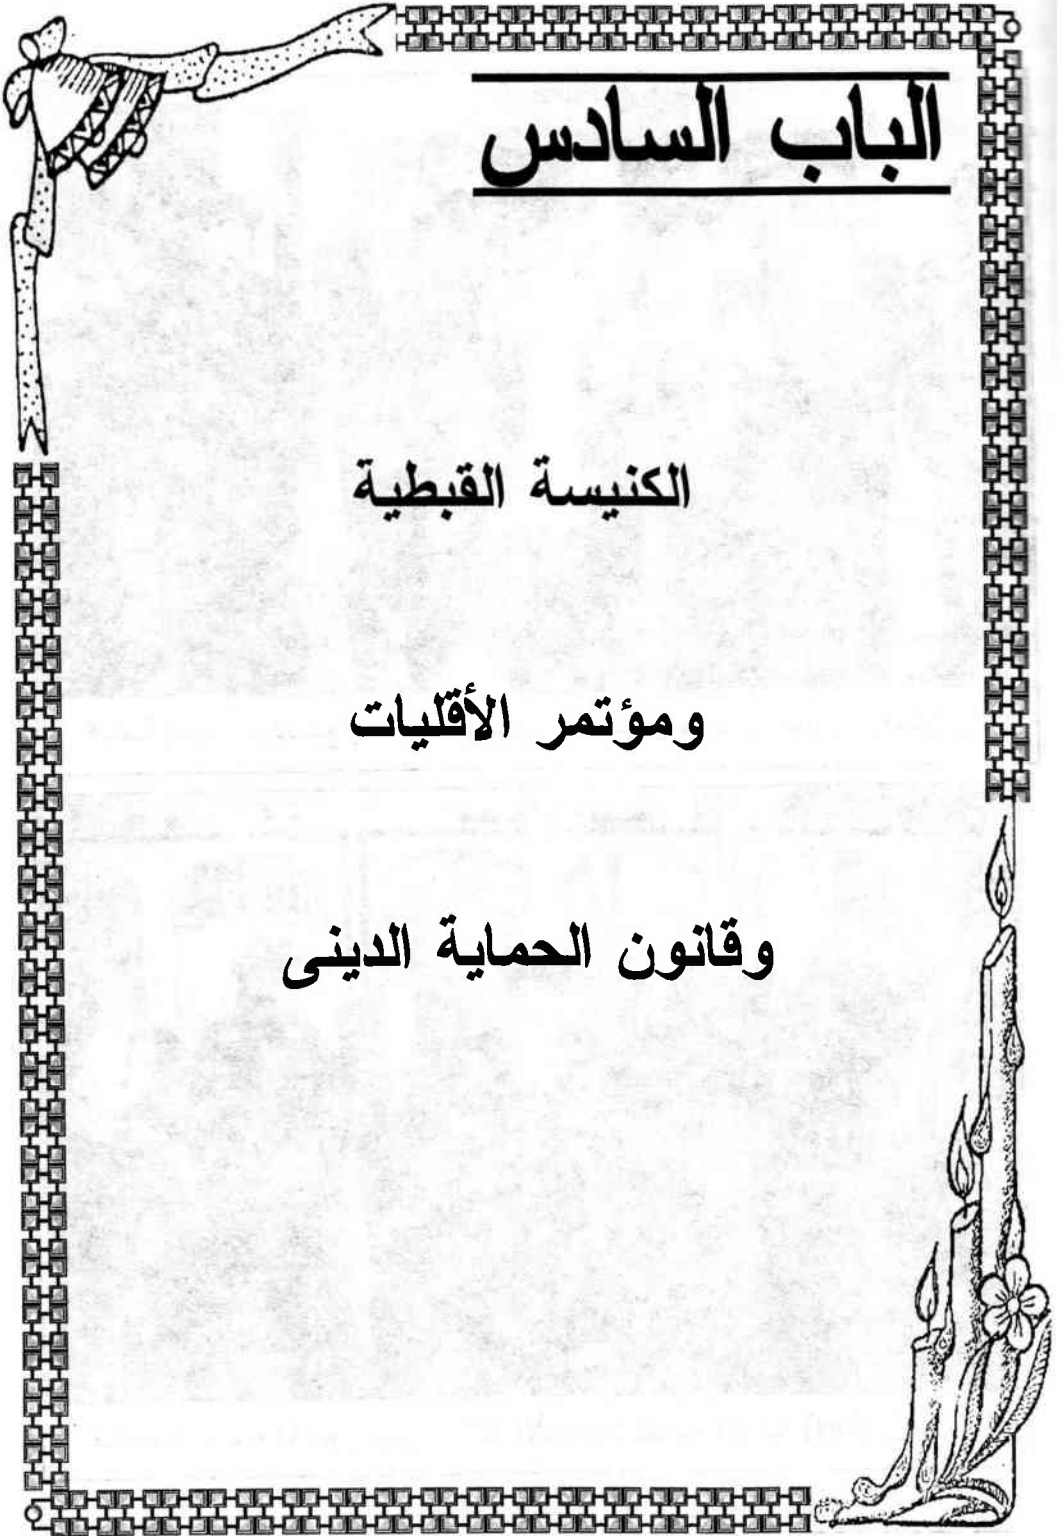 الباب السادس
الكنيسة القبطية
ومؤتمر الأقليات
وقانون الحماية الدينى